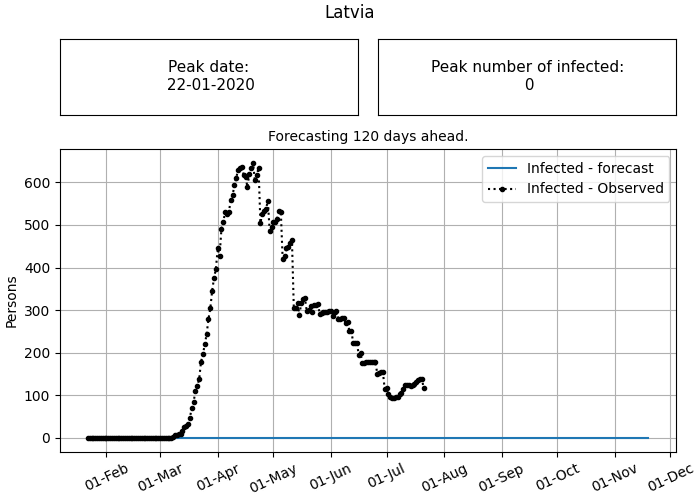 Latvia
Peak date:
22-01-2020
Peak number of infected:
0
Forecasting 120 days ahead.
Infected - forecast
Infected - Observed
Persons
600
500
400
300
200
100
0
01-Feb
01-Mar
01-Apr
01-May
01-Jun
01-Jul
01-Aug
01-Sep
01-Oct
01-Nov
01-Dec